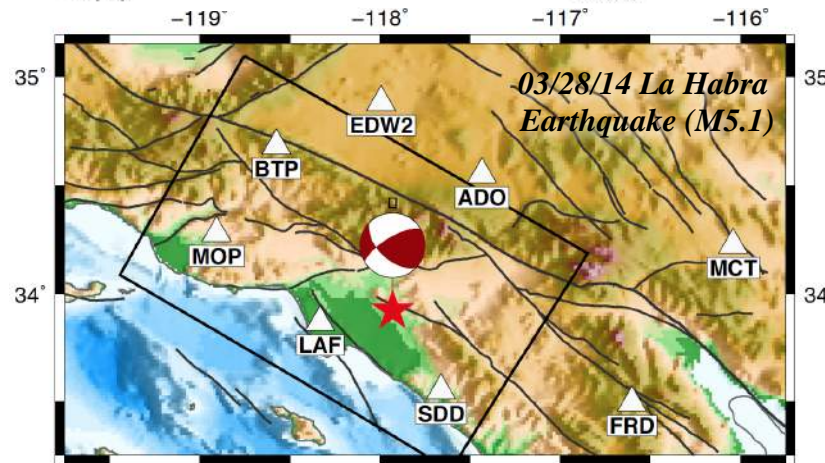 -119° -118° -117° -116°
35° 35°
03/28/14 La Habra
Earthquake (M5.1)
EDW2
BTP
ADO
MOP
MCT
34° 34°
LAF
SDD
FRD